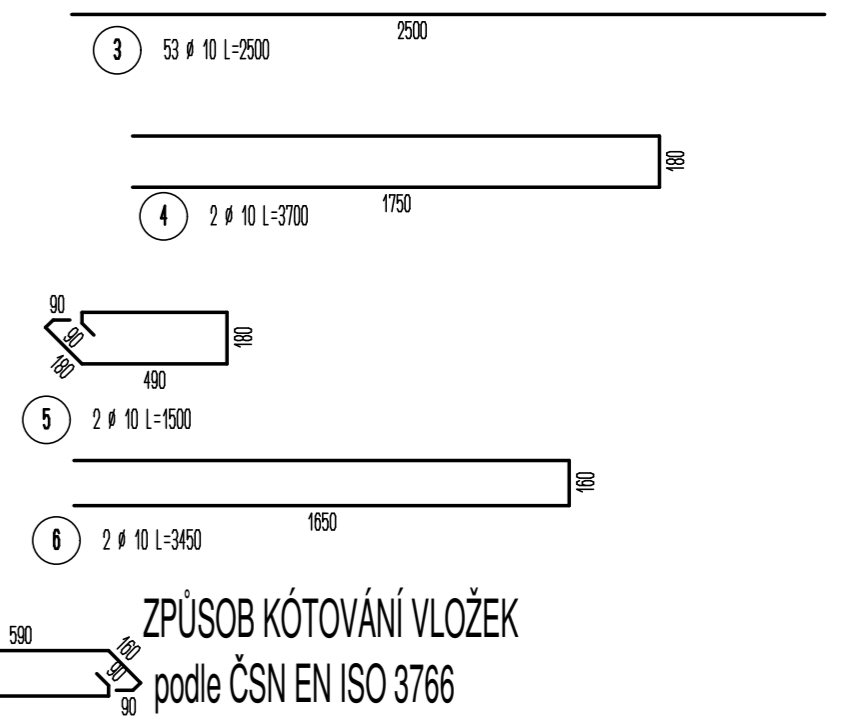 2500
3 53 ø 10 L=2500
180
1750
4 2 ø 10 L=3700
90
90
180
180
490
5 2 ø 10 L=1500
160
1650
6 2 ø 10 L=3450
590
160
90
90
ZPŮSOB KÓTOVÁNÍ VLOŽEK
podle ČSN EN ISO 3766